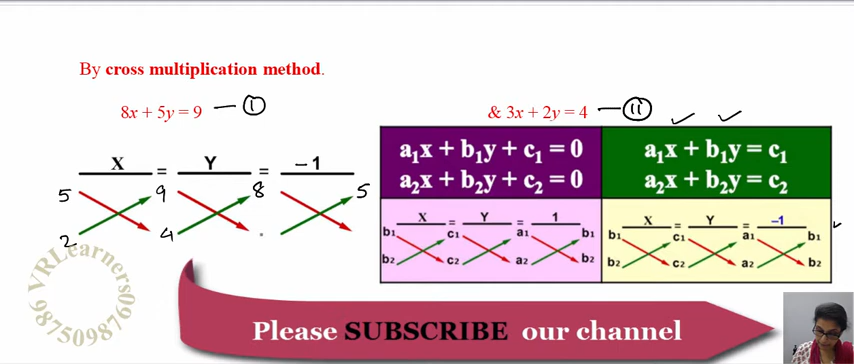 By cross multiplication method.
8x + 5y = 9 — ①
& 3x + 2y = 4 — ⑪
X = Y = −1
5 9 8 5
2 4
a₁x + b₁y + c₁ = 0
a₂x + b₂y + c₂ = 0
a₁x + b₁y = c₁
a₂x + b₂y = c₂
X = Y = 1
b₁ c₁ a₁ b₁
b₂ c₂ a₂ b₂
X = Y = −1
b₁ c₁ a₁ b₁
b₂ c₂ a₂ b₂
VRLearners
9875098760
Please SUBSCRIBE our channel